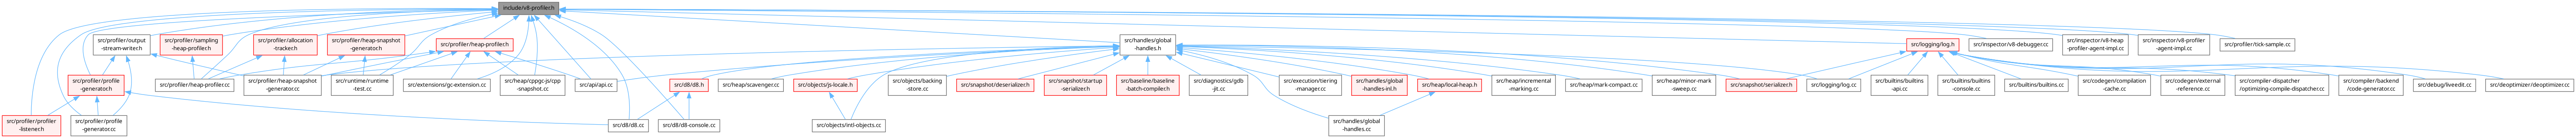 include/v8-profiler.h
src/profiler/output
-stream-writer.h
src/profiler/sampling
-heap-profiler.h
src/profiler/allocation
-tracker.h
src/profiler/heap-snapshot
-generator.h
src/profiler/heap-profiler.h
src/handles/global
-handles.h
src/logging/log.h
src/inspector/v8-debugger.cc
src/inspector/v8-heap
-profiler-agent-impl.cc
src/inspector/v8-profiler
-agent-impl.cc
src/profiler/tick-sample.cc
src/profiler/profile
-generator.h
src/profiler/heap-profiler.cc
src/profiler/heap-snapshot
-generator.cc
src/runtime/runtime
-test.cc
src/extensions/gc-extension.cc
src/heap/cppgc-js/cpp
-snapshot.cc
src/api/api.cc
src/d8/d8.h
src/heap/scavenger.cc
src/objects/js-locale.h
src/objects/backing
-store.cc
src/snapshot/deserializer.h
src/snapshot/startup
-serializer.h
src/baseline/baseline
-batch-compiler.h
src/diagnostics/gdb
-jit.cc
src/execution/tiering
-manager.cc
src/handles/global
-handles-inl.h
src/heap/local-heap.h
src/heap/incremental
-marking.cc
src/heap/mark-compact.cc
src/heap/minor-mark
-sweep.cc
src/snapshot/serializer.h
src/logging/log.cc
src/builtins/builtins
-api.cc
src/builtins/builtins
-console.cc
src/builtins/builtins.cc
src/codegen/compilation
-cache.cc
src/codegen/external
-reference.cc
src/compiler-dispatcher
/optimizing-compile-dispatcher.cc
src/compiler/backend
/code-generator.cc
src/debug/liveedit.cc
src/deoptimizer/deoptimizer.cc
src/profiler/profiler
-listener.h
src/profiler/profile
-generator.cc
src/d8/d8.cc
src/d8/d8-console.cc
src/objects/intl-objects.cc
src/handles/global
-handles.cc